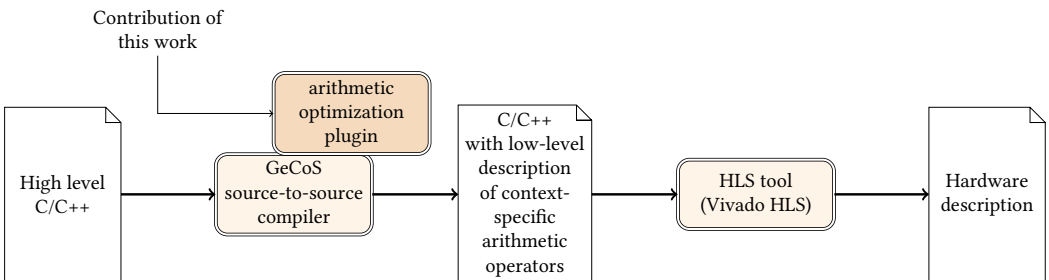 Contribution of
this work
arithmetic
optimization
plugin
High level
C/C++
GeCoS
source-to-source
compiler
C/C++
with low-level
description
of context-
specific
arithmetic
operators
HLS tool
(Vivado HLS)
Hardware
description